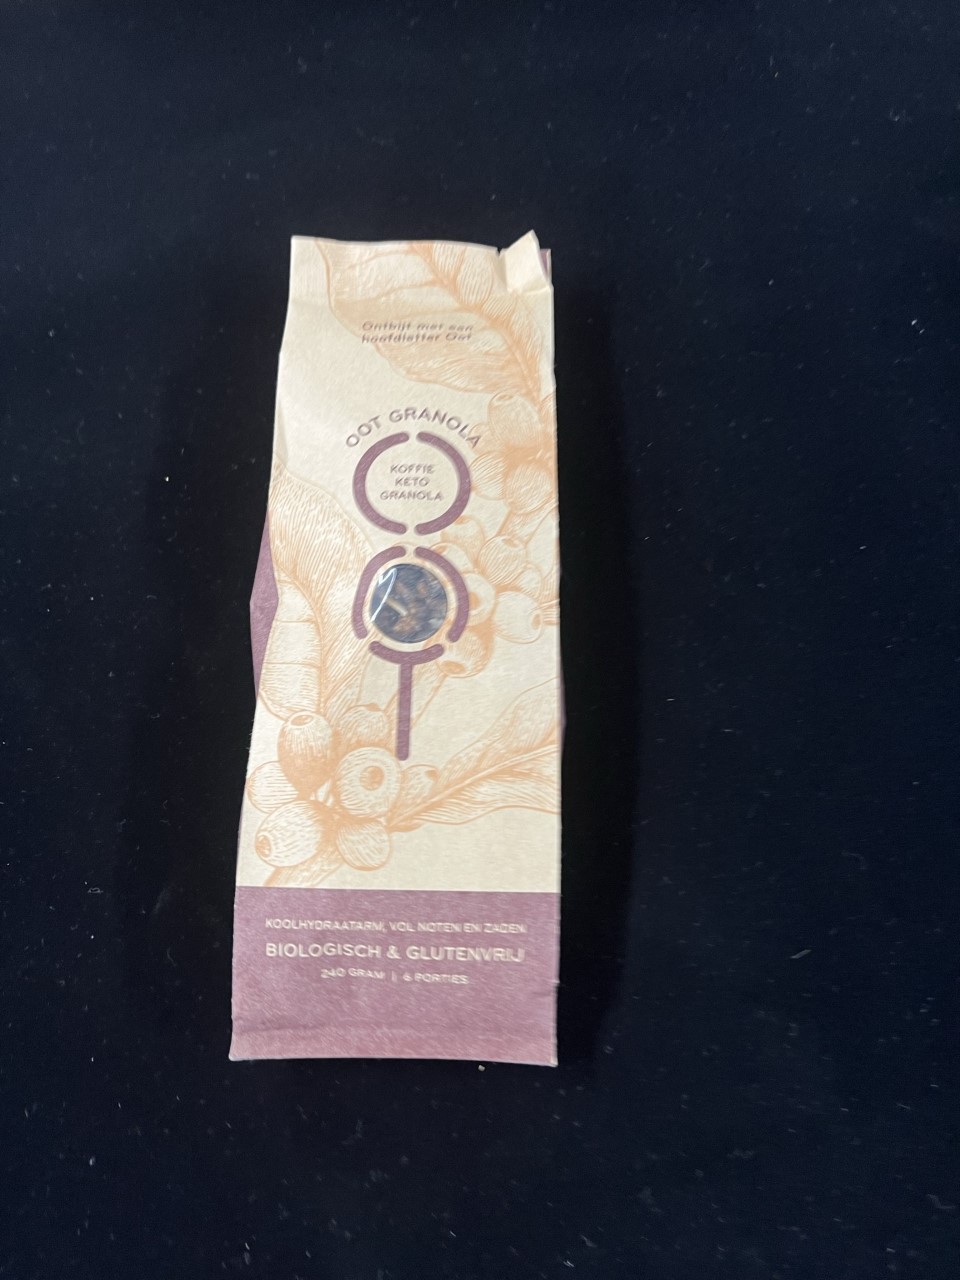 Ontbijt met een
hoofdletter Oot
OOT GRANOLA
KOFFIE
KETO
GRANOLA
OOT
KOOLHYDRAATARM, VOL NOTEN EN ZADEN
BIOLOGISCH & GLUTENVRIJ
240 GRAM | 6 PORTIES